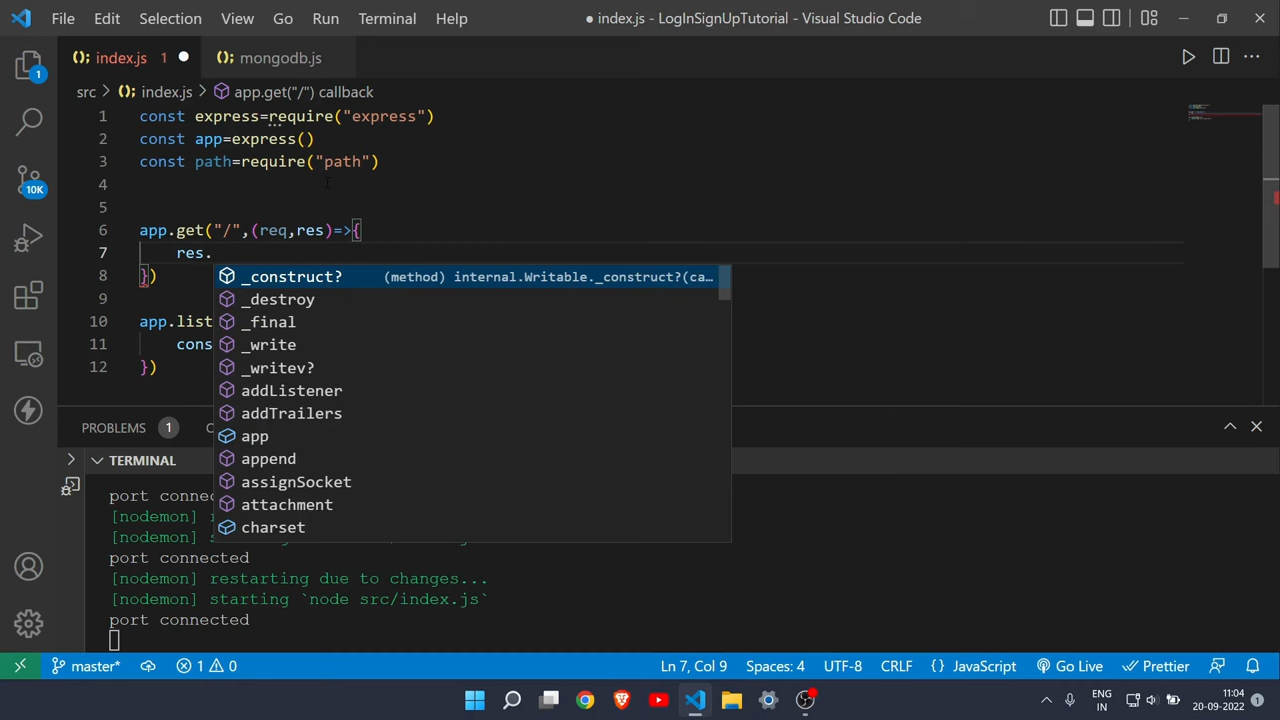 File Edit Selection View Go Run Terminal Help
● index.js - LogInSignUpTutorial - Visual Studio Code
index.js 1 ● mongodb.js
src > index.js > app.get("/") callback
1 const express=require("express")
2 const app=express()
3 const path=require("path")
4
5
6 app.get("/",(req,res)=>{
7 res.
8 })
9
10 app.list
11 cons
12 })
_construct? (method) internal.Writable._construct?(ca…
_destroy
_final
_write
_writev?
addListener
addTrailers
app
append
assignSocket
attachment
charset
1
10K
PROBLEMS 1
TERMINAL
port conne
[nodemon]
port connected
[nodemon] restarting due to changes...
[nodemon] starting `node src/index.js`
port connected
master* 1 0 Ln 7, Col 9 Spaces: 4 UTF-8 CRLF {} JavaScript Go Live Prettier
ENG
IN
11:04
20-09-2022
1